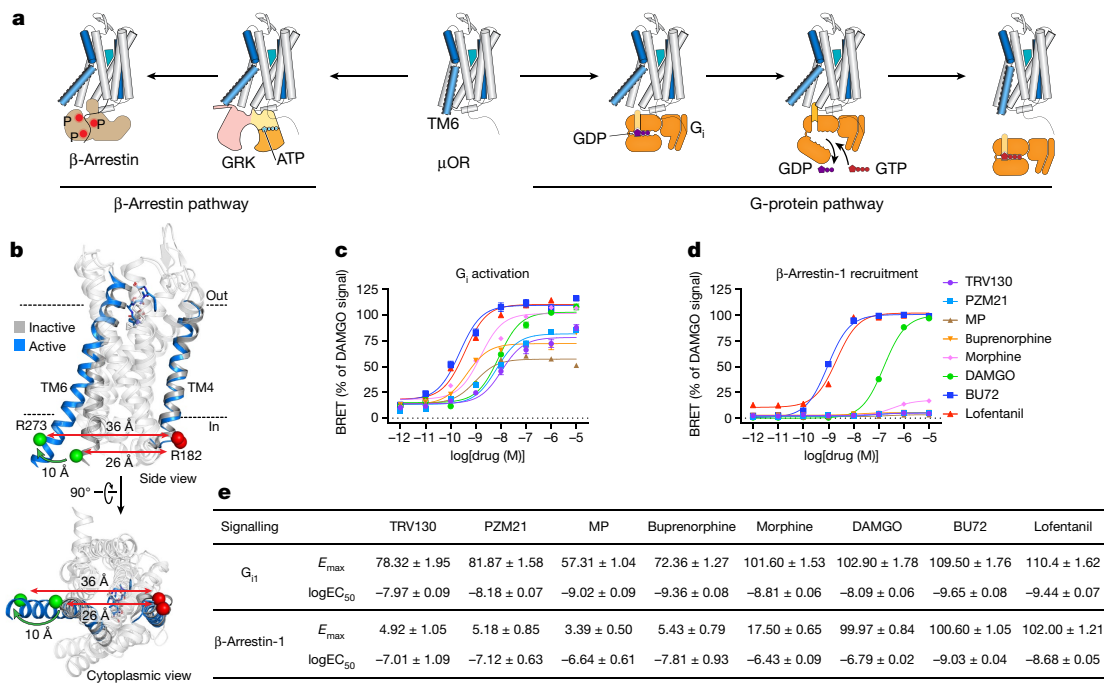 a
P
P
P
β-Arrestin
GRK
ATP
TM6
μOR
GDP
Gi
GDP
GTP
β-Arrestin pathway
G-protein pathway
b
Out
Inactive
Active
TM6
TM4
R273
36 Å
In
R182
10 Å
26 Å
Side view
90°
36 Å
26 Å
10 Å
Cytoplasmic view
c
Gi activation
BRET (% of DAMGO signal)
125
100
75
50
25
0
−12 −11 −10 −9 −8 −7 −6 −5
log[drug (M)]
d
β-Arrestin-1 recruitment
BRET (% of DAMGO signal)
125
100
75
50
25
0
−12 −11 −10 −9 −8 −7 −6 −5
log[drug (M)]
TRV130
PZM21
MP
Buprenorphine
Morphine
DAMGO
BU72
Lofentanil
e
Signalling TRV130 PZM21 MP Buprenorphine Morphine DAMGO BU72 Lofentanil
Gi1
Emax 78.32 ± 1.95 81.87 ± 1.58 57.31 ± 1.04 72.36 ± 1.27 101.60 ± 1.53 102.90 ± 1.78 109.50 ± 1.76 110.4 ± 1.62
logEC50 −7.97 ± 0.09 −8.18 ± 0.07 −9.02 ± 0.09 −9.36 ± 0.08 −8.81 ± 0.06 −8.09 ± 0.06 −9.65 ± 0.08 −9.44 ± 0.07
β-Arrestin-1
Emax 4.92 ± 1.05 5.18 ± 0.85 3.39 ± 0.50 5.43 ± 0.79 17.50 ± 0.65 99.97 ± 0.84 100.60 ± 1.05 102.00 ± 1.21
logEC50 −7.01 ± 1.09 −7.12 ± 0.63 −6.64 ± 0.61 −7.81 ± 0.93 −6.43 ± 0.09 −6.79 ± 0.02 −9.03 ± 0.04 −8.68 ± 0.05